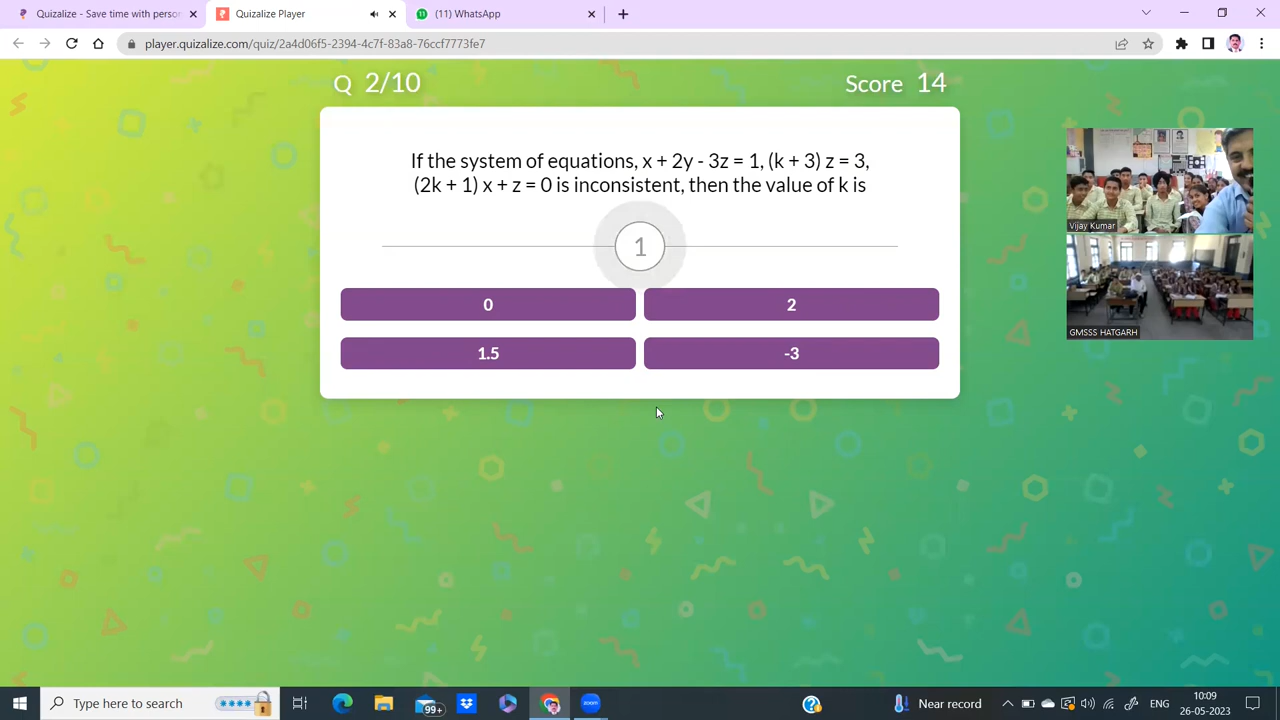 Quizalize - Save time with person
Quizalize Player
(11) WhatsApp
player.quizalize.com/quiz/2a4d06f5-2394-4c7f-83a8-76ccf7773fe7
Q 2/10
Score 14
If the system of equations, x + 2y - 3z = 1, (k + 3) z = 3,
(2k + 1) x + z = 0 is inconsistent, then the value of k is
1
0
2
1.5
-3
Vijay Kumar
GMSSS HATGARH
Type here to search
99+
zoom
Near record
ENG
10:09
26-05-2023